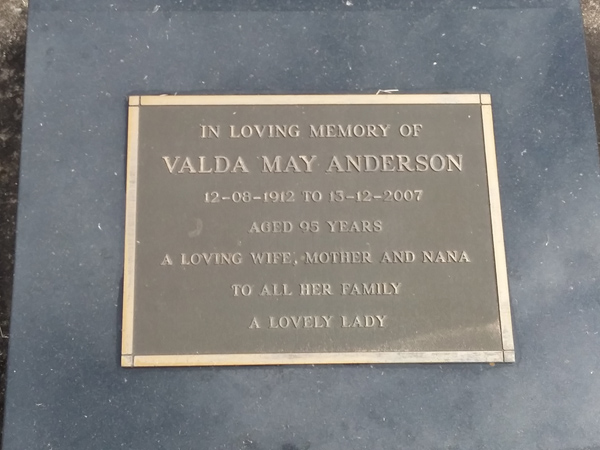 IN LOVING MEMORY OF
VALDA MAY ANDERSON
12-08-1912 TO 13-12-2007
AGED 95 YEARS
A LOVING WIFE, MOTHER AND NANA
TO ALL HER FAMILY
A LOVELY LADY